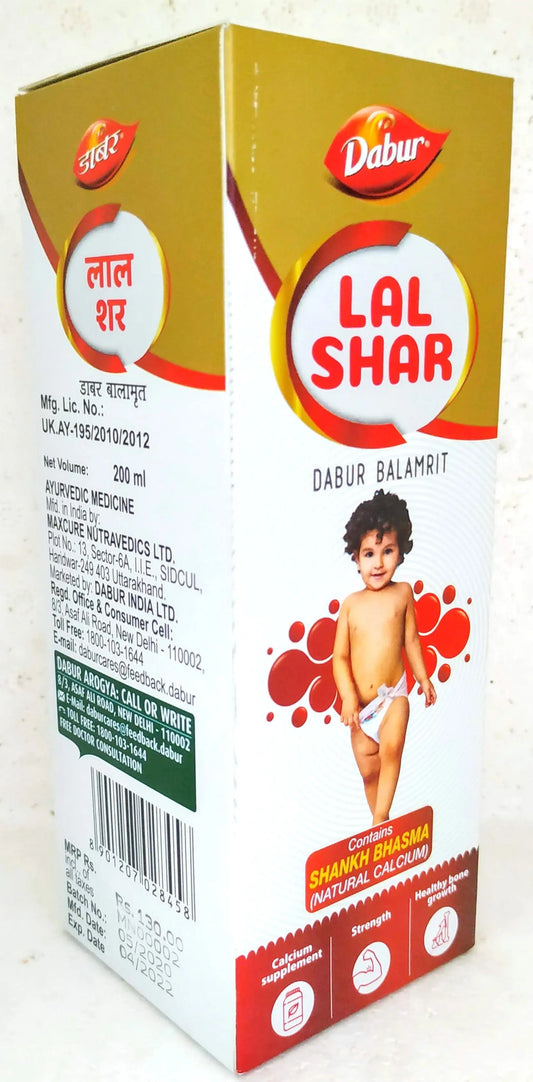 डाबर
लाल
शर
डाबर बालामृत
Mfg. Lic. No.:
UK.AY-195/2010/2012
Net Volume: 200 ml
AYURVEDIC MEDICINE
Mfd. in India by:
MAXCURE NUTRAVEDICS LTD.
Plot No.: 13, Sector-6A, I.I.E., SIDCUL,
Haridwar-249 403 Uttarakhand.
Marketed by: DABUR INDIA LTD.
Regd. Office & Consumer Cell:
8/3, Asaf Ali Road, New Delhi - 110002,
Toll Free: 1800-103-1644
E-mail: daburcares@feedback.dabur
DABUR AROGYA: CALL OR WRITE
8/3, ASAF ALI ROAD, NEW DELHI - 110002
E-Mail: daburcares@feedback.dabur
TOLL FREE: 1800-103-1644
FREE DOCTOR CONSULTATION
8 901207 028458
MRP Rs. Rs.130.00
incl. of
all taxes
Batch No.: MN00002
Mfd. Date: 05/2020
Exp. Date 04/2022
Dabur
LAL
SHAR
DABUR BALAMRIT
Contains
SHANKH BHASMA
(NATURAL CALCIUM)
Calcium
supplement
Strength
Healthy bone
growth